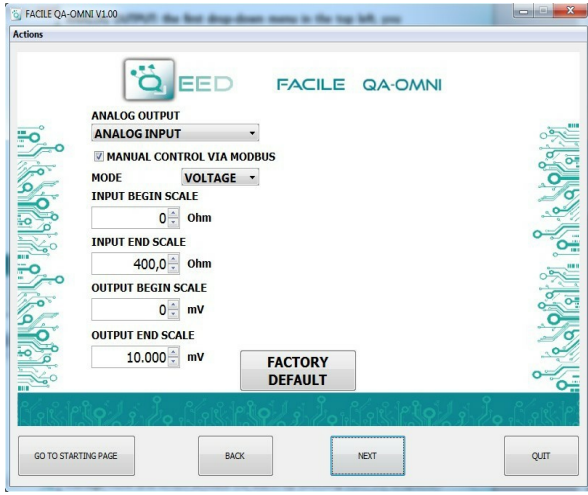 FACILE QA-OMNI V1.00
Actions
QEED FACILE QA-OMNI
ANALOG OUTPUT
ANALOG INPUT
MANUAL CONTROL VIA MODBUS
MODE VOLTAGE
INPUT BEGIN SCALE
0 Ohm
INPUT END SCALE
400,0 Ohm
OUTPUT BEGIN SCALE
0 mV
OUTPUT END SCALE
10.000 mV
FACTORY
DEFAULT
GO TO STARTING PAGE BACK NEXT QUIT